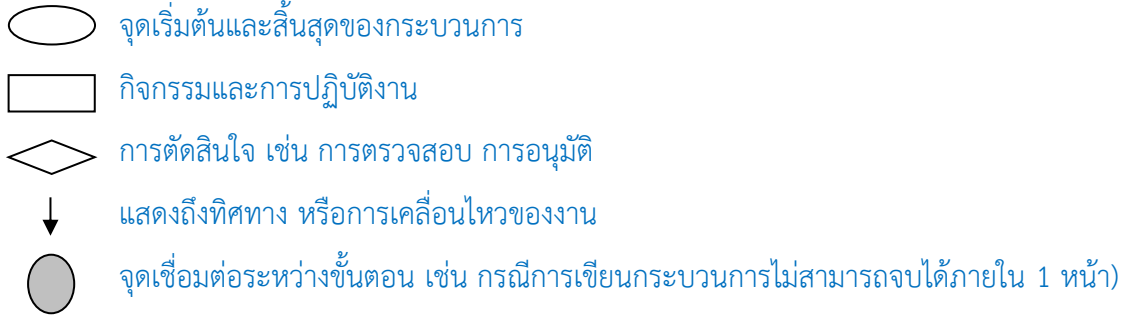 จุดเริ่มต้นและสิ้นสุดของกระบวนการ
กิจกรรมและการปฏิบัติงาน
การตัดสินใจ เช่น การตรวจสอบ การอนุมัติ
แสดงถึงทิศทาง หรือการเคลื่อนไหวของงาน
จุดเชื่อมต่อระหว่างขั้นตอน เช่น กรณีการเขียนกระบวนการไม่สามารถจบได้ภายใน 1 หน้า)